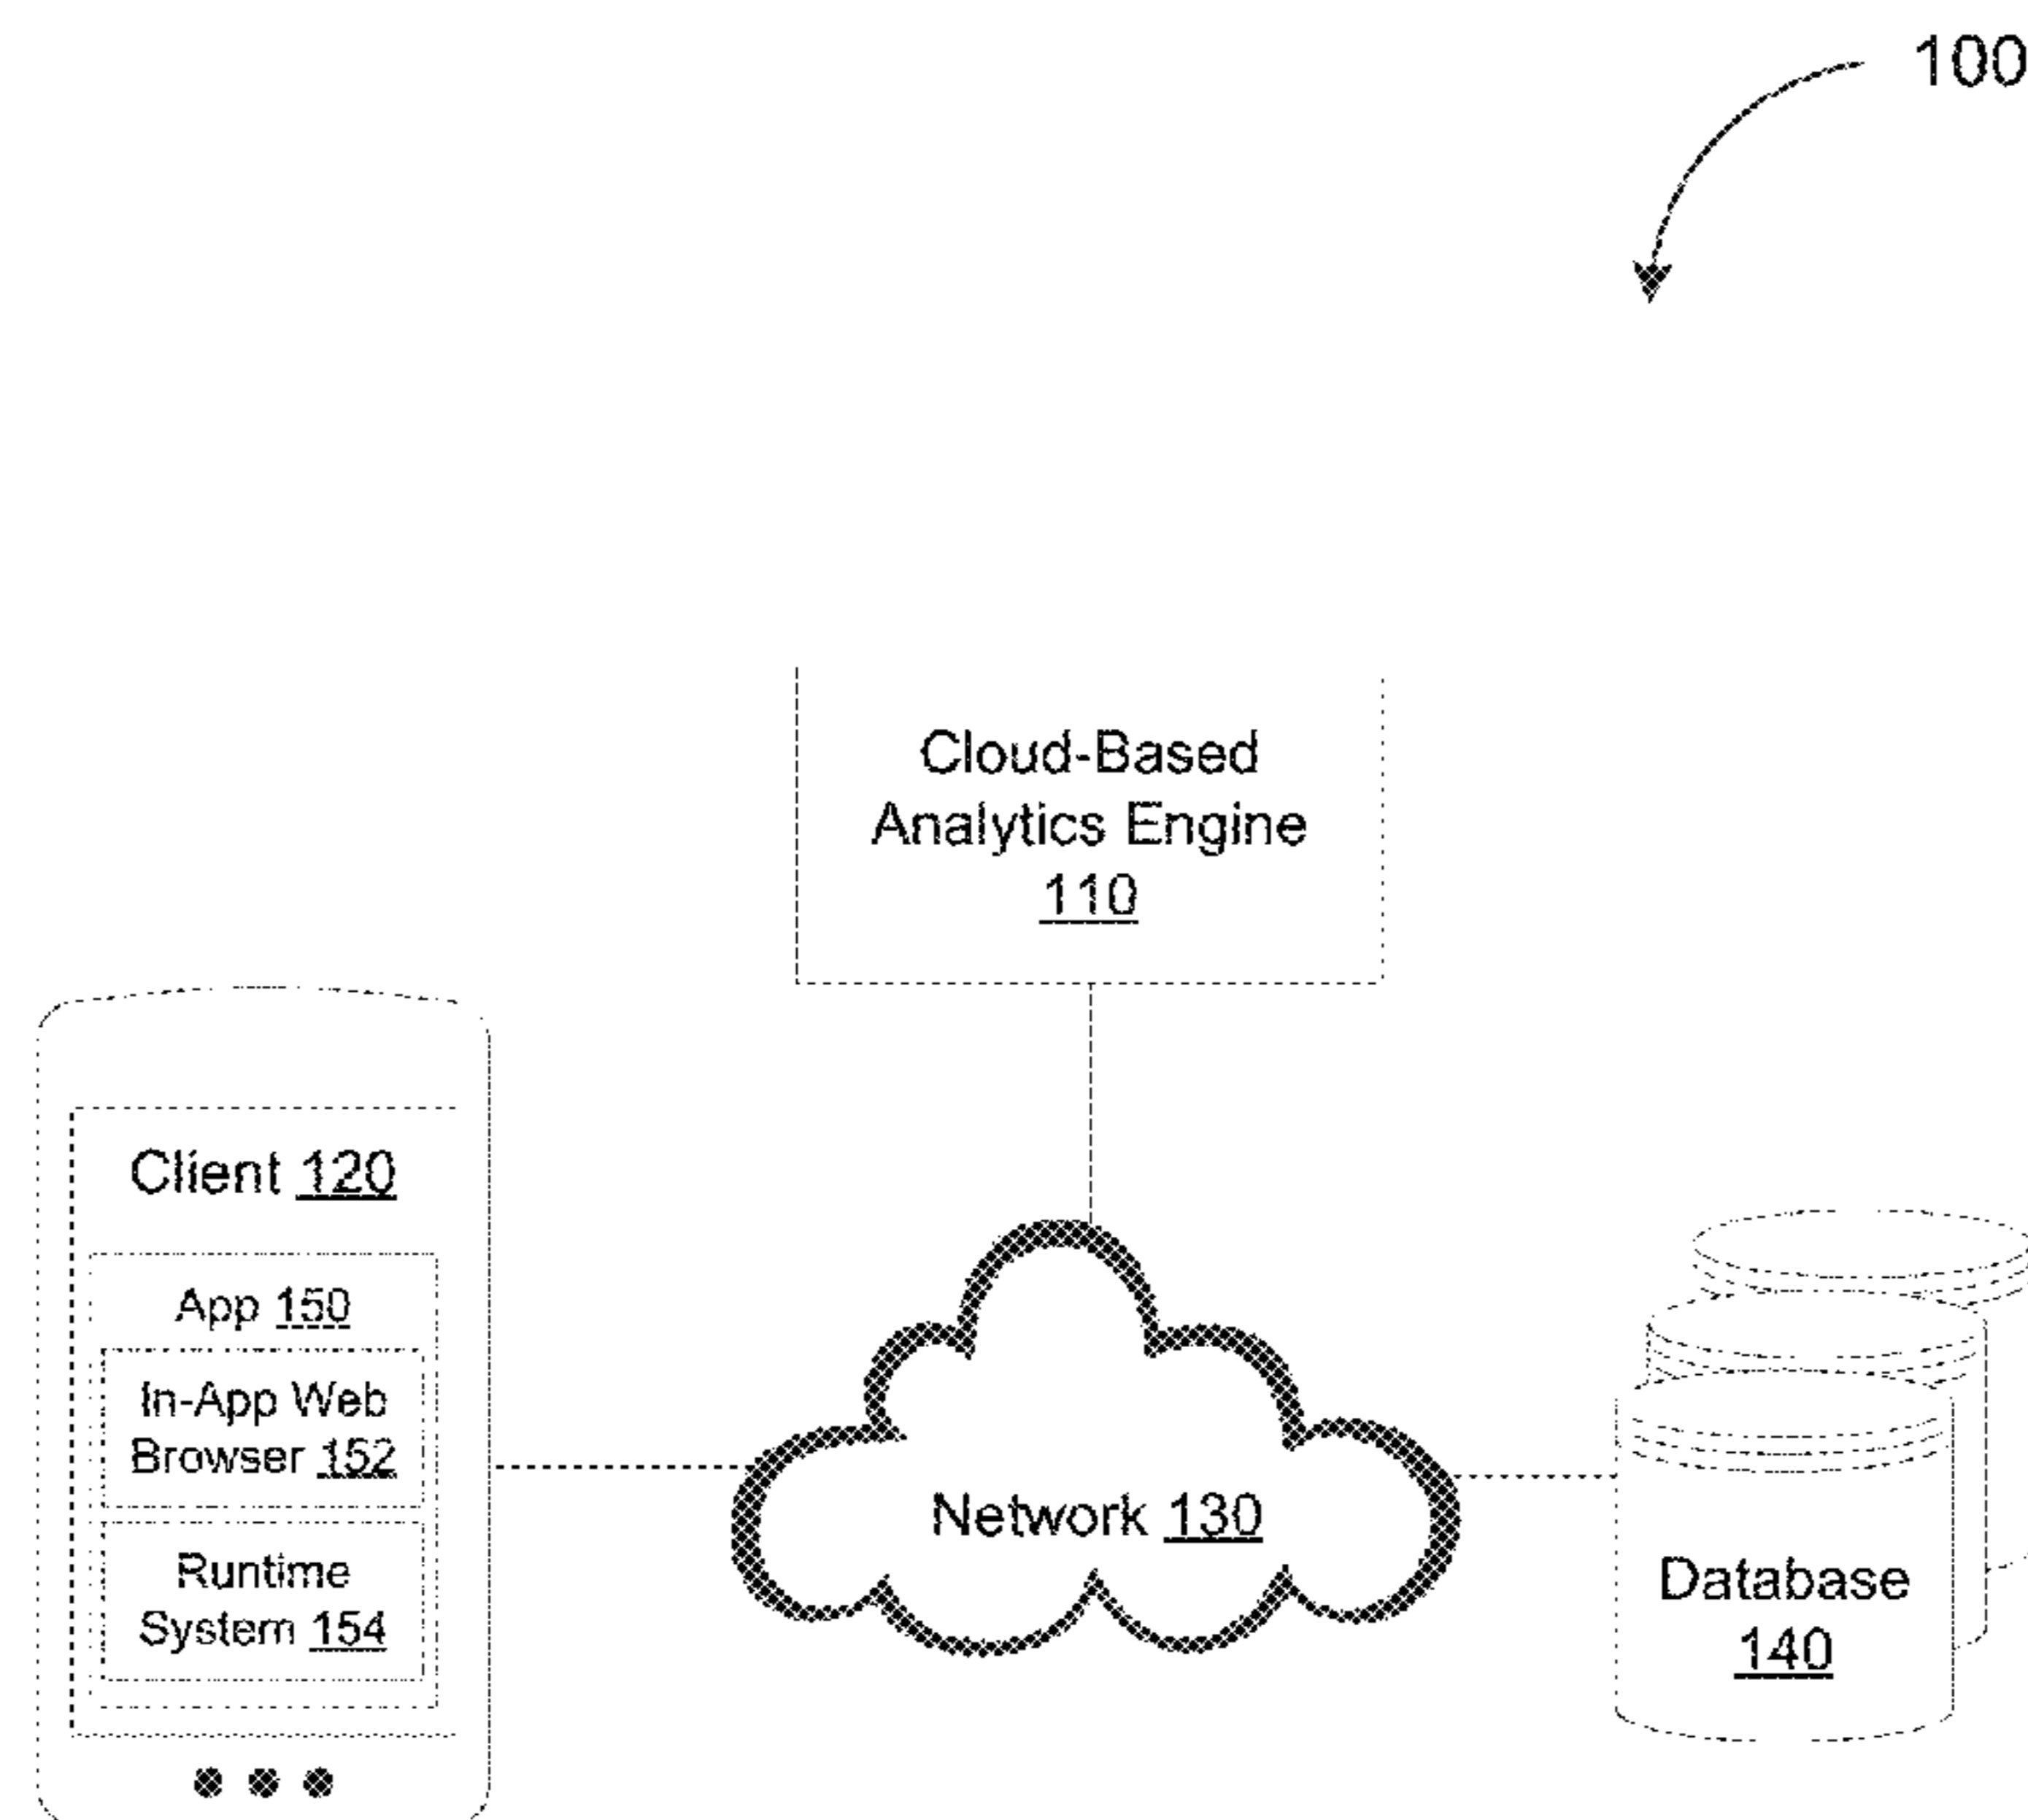 100
Cloud-Based
Analytics Engine
110
Client 120
App 150
In-App Web
Browser 152
Runtime
System 154
Network 130
Database
140